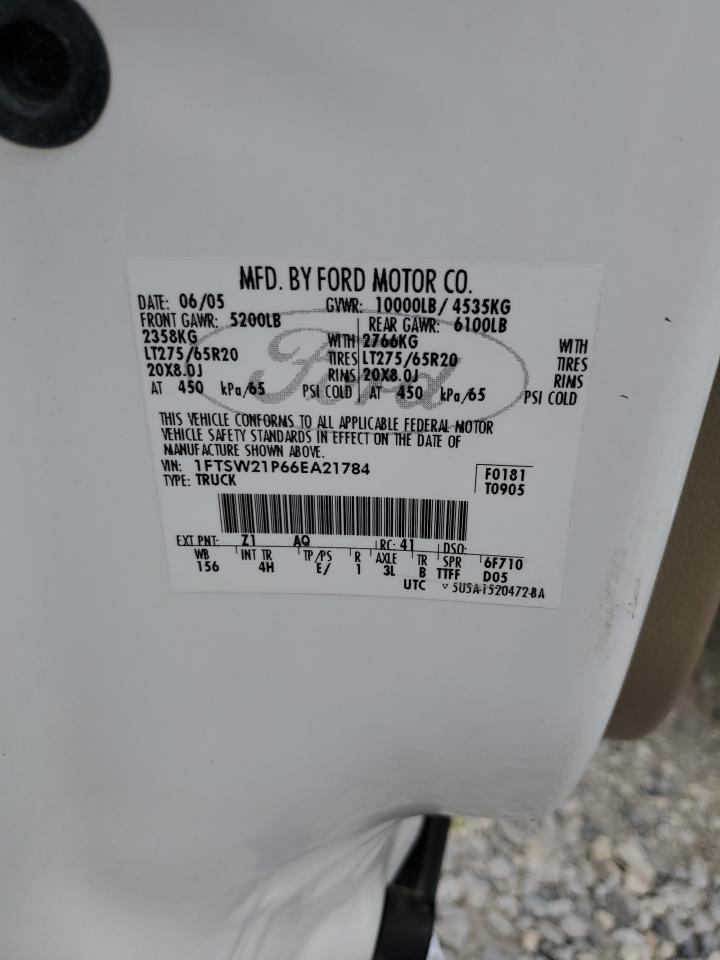 MFD. BY FORD MOTOR CO.
DATE: 06/05 GVWR: 10000LB/ 4535KG
FRONT GAWR: 5200LB REAR GAWR: 6100LB
2358KG WITH 2766KG WITH
LT275/65R20 TIRES LT275/65R20 TIRES
20X8.0J RIMS 20X8.0J RIMS
AT 450 kPa/65 PSI COLD AT 450 kPa/65 PSI COLD
Ford
THIS VEHICLE CONFORMS TO ALL APPLICABLE FEDERAL MOTOR
VEHICLE SAFETY STANDARDS IN EFFECT ON THE DATE OF
MANUFACTURE SHOWN ABOVE.
VIN: 1FTSW21P66EA21784 F0181
TYPE: TRUCK T0905
EXT PNT: Z1 AQ RC: 41 DSO:
WB INT TR TP/PS R AXLE TR SPR 6F710
156 4H E/ 1 3L B TTFF D05
UTC ▽ 5U5A-1520472-BA